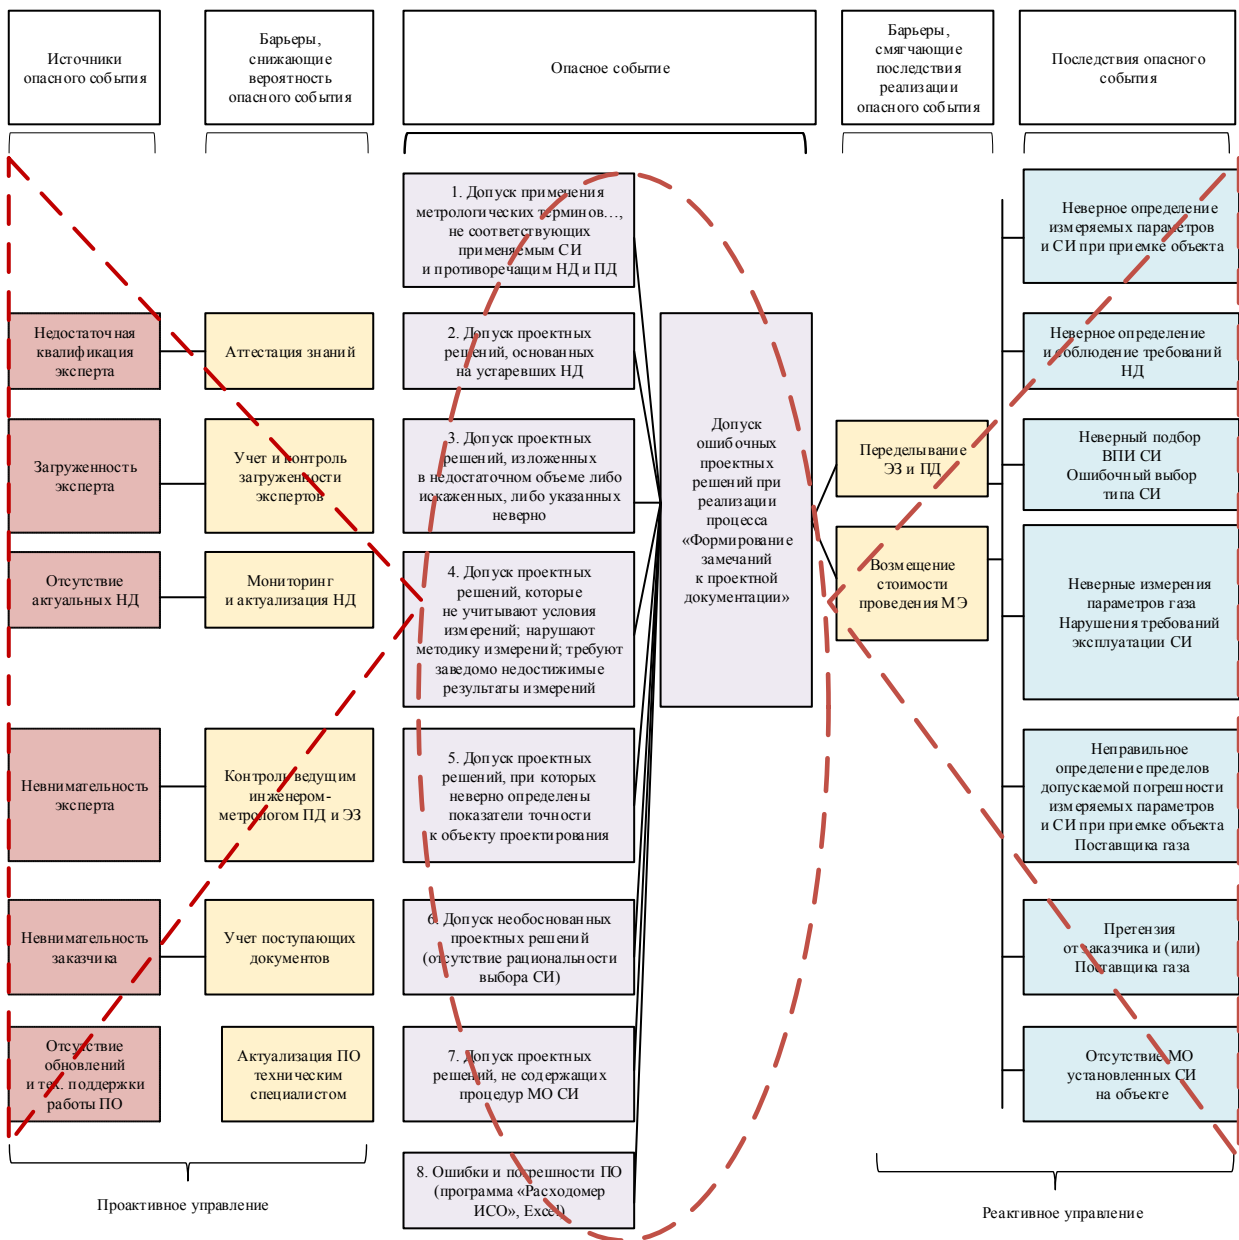 Источники
опасного события
Барьеры,
снижающие
вероятность
опасного события
Опасное событие
Барьеры,
смягчающие
последствия
реализации
опасного события
Последствия опасного
события
Недостаточная
квалификация
эксперта
Загруженность
эксперта
Отсутствие
актуальных НД
Невнимательность
эксперта
Невнимательность
заказчика
Отсутствие
обновлений
и тех. поддержки
работы ПО
Аттестация знаний
Учет и контроль
загруженности
экспертов
Мониторинг
и актуализация НД
Контроль ведущим
инженером-
метрологом ПД и ЭЗ
Учет поступающих
документов
Актуализация ПО
техническим
специалистом
1. Допуск применения
метрологических терминов…,
не соответствующих
применяемым СИ
и противоречащим НД и ПД
2. Допуск проектных
решений, основанных
на устаревших НД
3. Допуск проектных
решений, изложенных
в недостаточном объеме либо
искаженных, либо указанных
неверно
4. Допуск проектных
решений, которые
не учитывают условия
измерений; нарушают
методику измерений; требуют
заведомо недостижимые
результаты измерений
5. Допуск проектных
решений, при которых
неверно определены
показатели точности
к объекту проектирования
6. Допуск необоснованных
проектных решений
(отсутствие рациональности
выбора СИ)
7. Допуск проектных
решений, не содержащих
процедур МО СИ
8. Ошибки и погрешности ПО
(программа «Расходомер
ИСО», Excel)
Допуск
ошибочных
проектных
решений при
реализации
процесса
«Формирование
замечаний
к проектной
документации»
Переделывание
ЭЗ и ПД
Возмещение
стоимости
проведения МЭ
Неверное определение
измеряемых параметров
и СИ при приемке объекта
Неверное определение
и соблюдение требований
НД
Неверный подбор
ВПИ СИ
Ошибочный выбор
типа СИ
Неверные измерения
параметров газа
Нарушения требований
эксплуатации СИ
Неправильное
определение пределов
допускаемой погрешности
измеряемых параметров
и СИ при приемке объекта
Поставщика газа
Претензия
от заказчика и (или)
Поставщика газа
Отсутствие МО
установленных СИ
на объекте
Проактивное управление
Реактивное управление